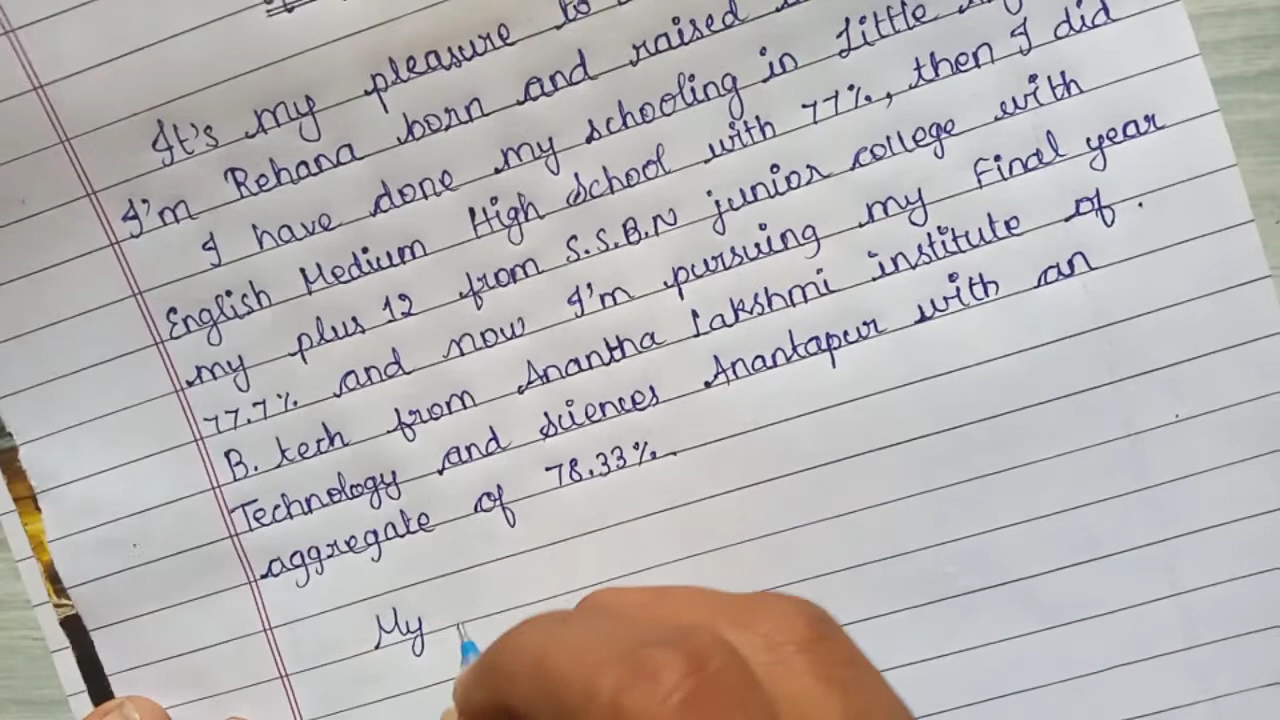 It's my pleasure to
I'm Rehana born and raised
I have done my schooling in Little
English Medium High School with 77%, then I did
my plus 12 from S.S.B.N junior college with
77.7% and now I'm pursuing my Final year
B. tech from Anantha Lakshmi institute of
Technology and sciences Anantapur with an
aggregate of 78.33%.
My